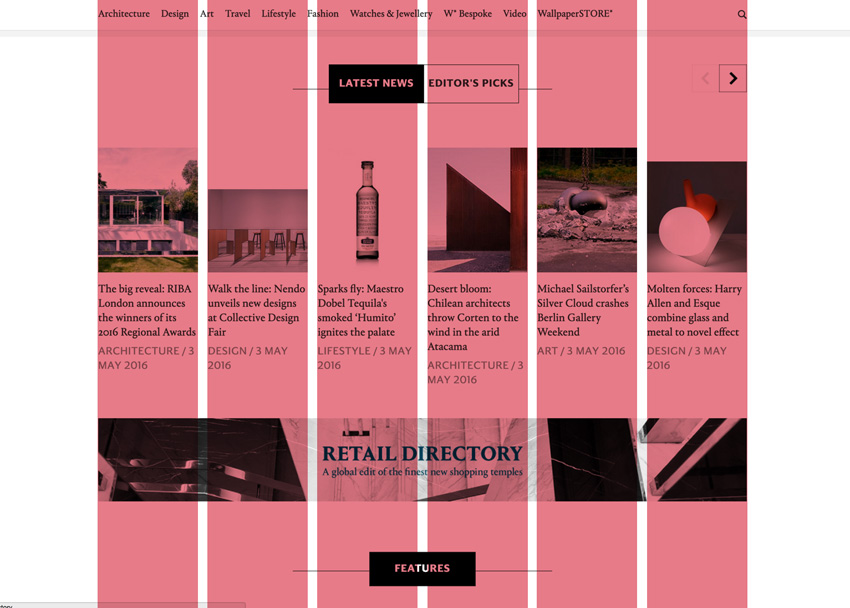 Architecture Design Art Travel Lifestyle Fashion Watches & Jewellery W* Bespoke Video WallpaperSTORE*
LATEST NEWS EDITOR'S PICKS
The big reveal: RIBA
London announces
the winners of its
2016 Regional Awards
ARCHITECTURE / 3
MAY 2016
Walk the line: Nendo
unveils new designs
at Collective Design
Fair
DESIGN / 3 MAY
2016
Sparks fly: Maestro
Dobel Tequila's
smoked ‘Humito’
ignites the palate
LIFESTYLE / 3 MAY
2016
Desert bloom:
Chilean architects
throw Corten to the
wind in the arid
Atacama
ARCHITECTURE / 3
MAY 2016
Michael Sailstorfer's
Silver Cloud crashes
Berlin Gallery
Weekend
ART / 3 MAY 2016
Molten forces: Harry
Allen and Esque
combine glass and
metal to novel effect
DESIGN / 3 MAY
2016
RETAIL DIRECTORY
A global edit of the finest new shopping temples
FEATURES